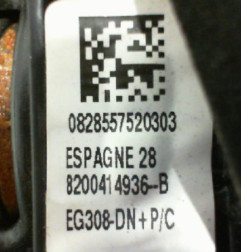 0828557520303
ESPAGNE 28
8200414936--B
EG308-DN+P/C